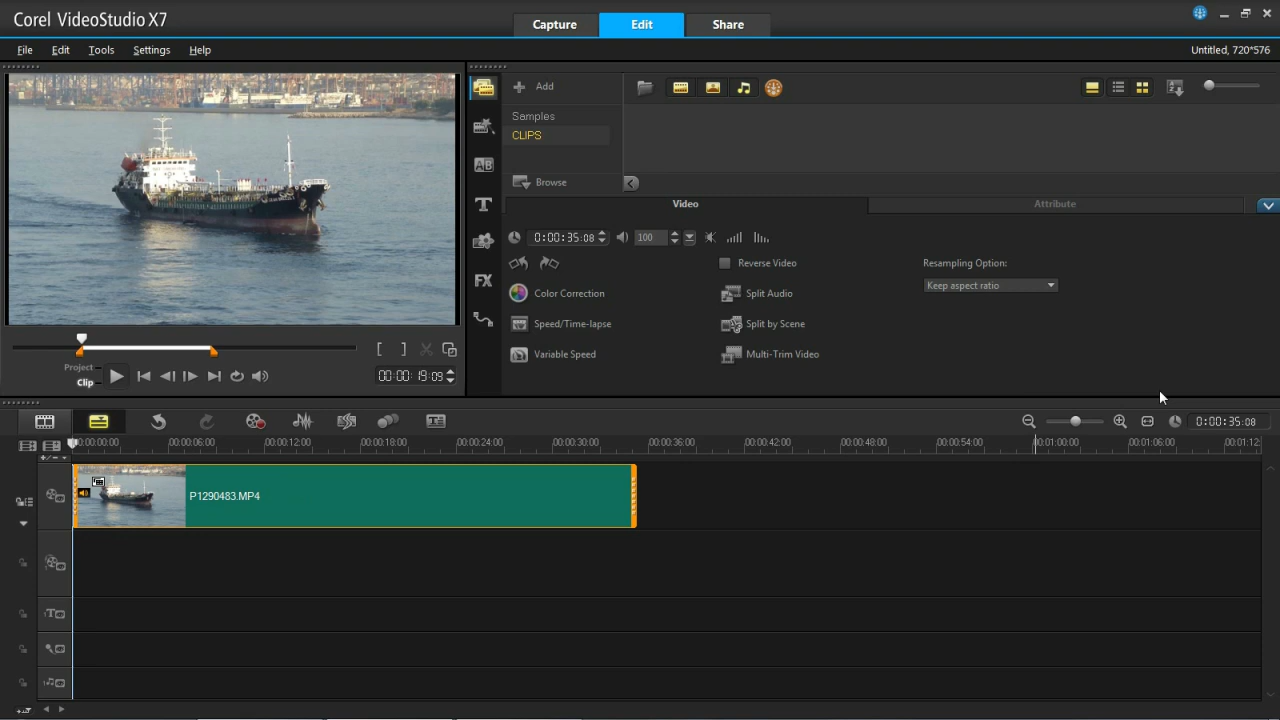 Corel VideoStudio X7
Capture Edit Share
File Edit Tools Settings Help
Untitled, 720*576
Add
Samples
CLIPS
Browse
Video Attribute
0:00:35:08 100
Reverse Video
Resampling Option:
Color Correction
Split Audio
Keep aspect ratio
Speed/Time-lapse
Split by Scene
Variable Speed
Multi-Trim Video
AB
T
FX
Project
Clip
[ ]
00:00:19:09
0:00:35:08
00:00:00:00 00:00:06:00 00:00:12:00 00:00:18:00 00:00:24:00 00:00:30:00 00:00:36:00 00:00:42:00 00:00:48:00 00:00:54:00 00:01:00:00 00:01:06:00 00:01:12:
P1290483.MP4
1T